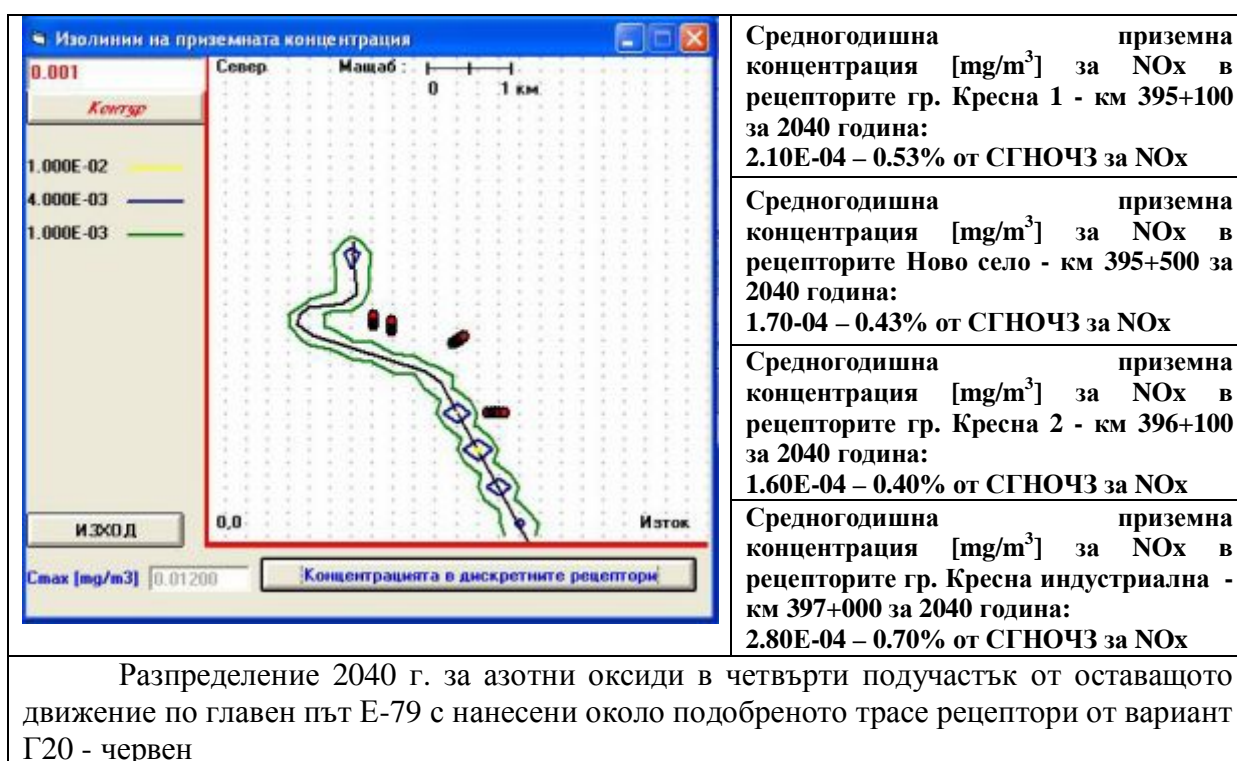 Изолинии на приземната концентрация
0.001
Контур
1.000E-02
4.000E-03
1.000E-03
ИЗХОД
Север
Мащаб :
0 1 км
0,0
Изток
Cmax [mg/m3] 0.01200
Концентрацията в дискретните рецептори
Средногодишна приземна
концентрация [mg/m³] за NOx в
рецепторите гр. Кресна 1 - км 395+100
за 2040 година:
2.10E-04 – 0.53% от СГНОЧЗ за NOx
Средногодишна приземна
концентрация [mg/m³] за NOx в
рецепторите Ново село - км 395+500 за
2040 година:
1.70-04 – 0.43% от СГНОЧЗ за NOx
Средногодишна приземна
концентрация [mg/m³] за NOx в
рецепторите гр. Кресна 2 - км 396+100
за 2040 година:
1.60E-04 – 0.40% от СГНОЧЗ за NOx
Средногодишна приземна
концентрация [mg/m³] за NOx в
рецепторите гр. Кресна индустриална -
км 397+000 за 2040 година:
2.80E-04 – 0.70% от СГНОЧЗ за NOx
Разпределение 2040 г. за азотни оксиди в четвърти подучастък от оставащото
движение по главен път Е-79 с нанесени около подобреното трасе рецептори от вариант
Г20 - червен